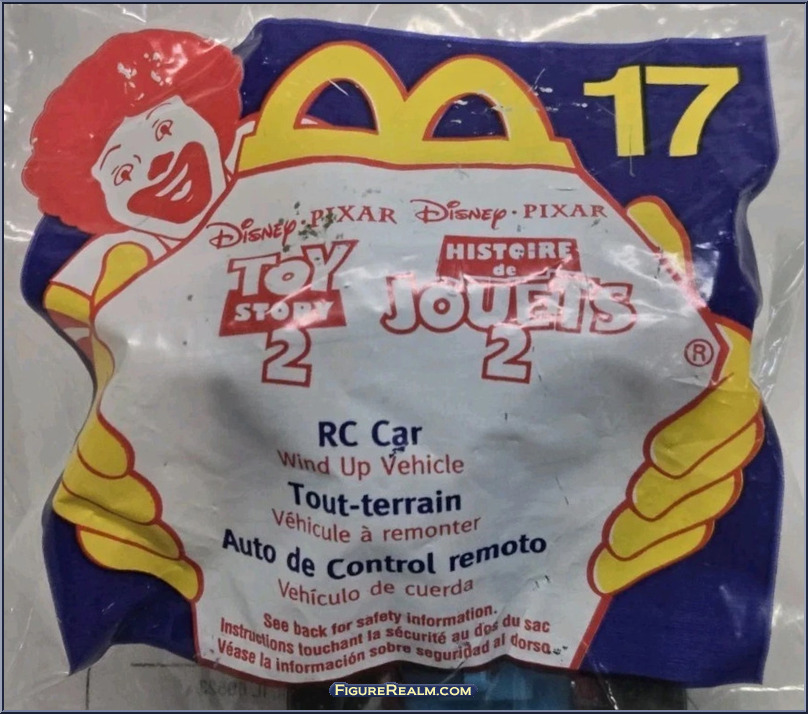 17
Disney·PIXAR
TOY
STORY
2
Disney·PIXAR
HISTOIRE
de
JOUETS
2
®
RC Car
Wind Up Vehicle
Tout-terrain
Véhicule à remonter
Auto de Control remoto
Vehículo de cuerda
See back for safety information.
Instructions touchant la sécurité au dos du sac
Véase la información sobre seguridad al dorso.
FIGUREREALM.COM